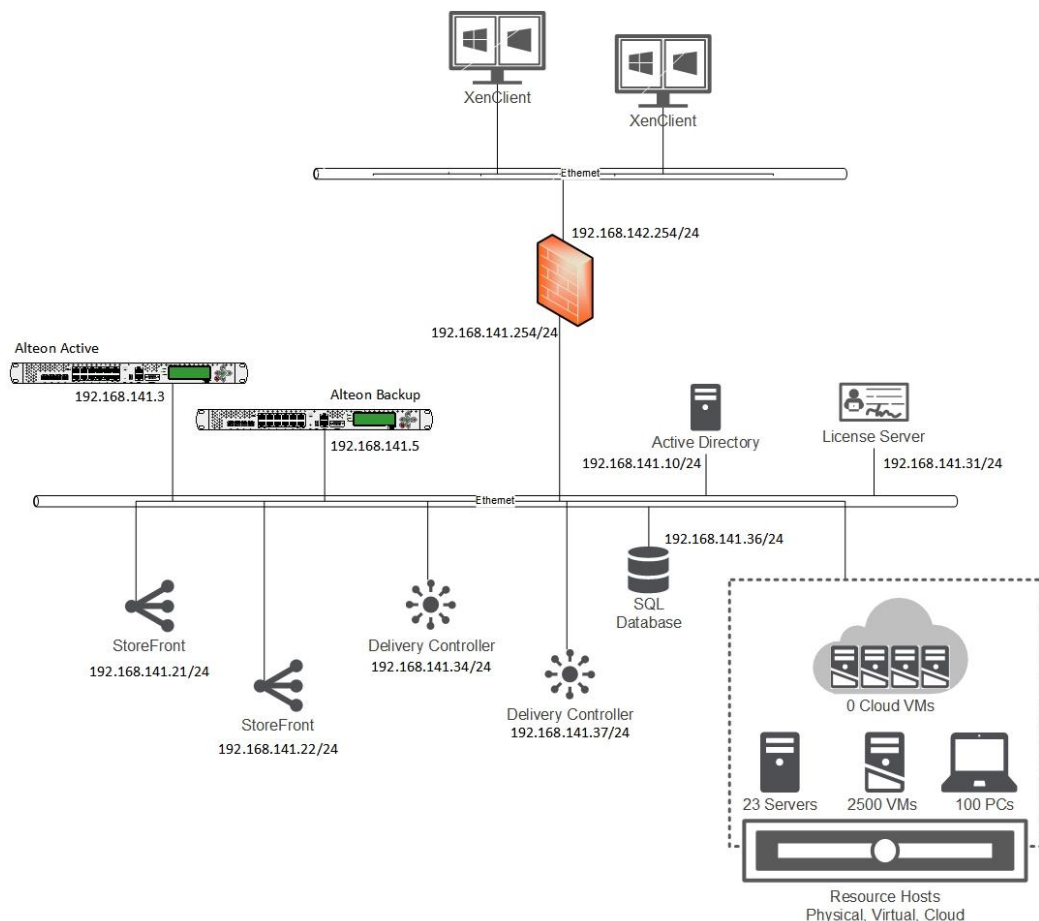 XenClient
XenClient
Ethernet
192.168.142.254/24
192.168.141.254/24
Alteon Active
192.168.141.3
Alteon Backup
192.168.141.5
Active Directory
192.168.141.10/24
License Server
192.168.141.31/24
Ethernet
192.168.141.36/24
SQL
Database
StoreFront
192.168.141.21/24
Delivery Controller
192.168.141.34/24
StoreFront
192.168.141.22/24
Delivery Controller
192.168.141.37/24
0 Cloud VMs
23 Servers
2500 VMs
100 PCs
Resource Hosts
Physical, Virtual, Cloud